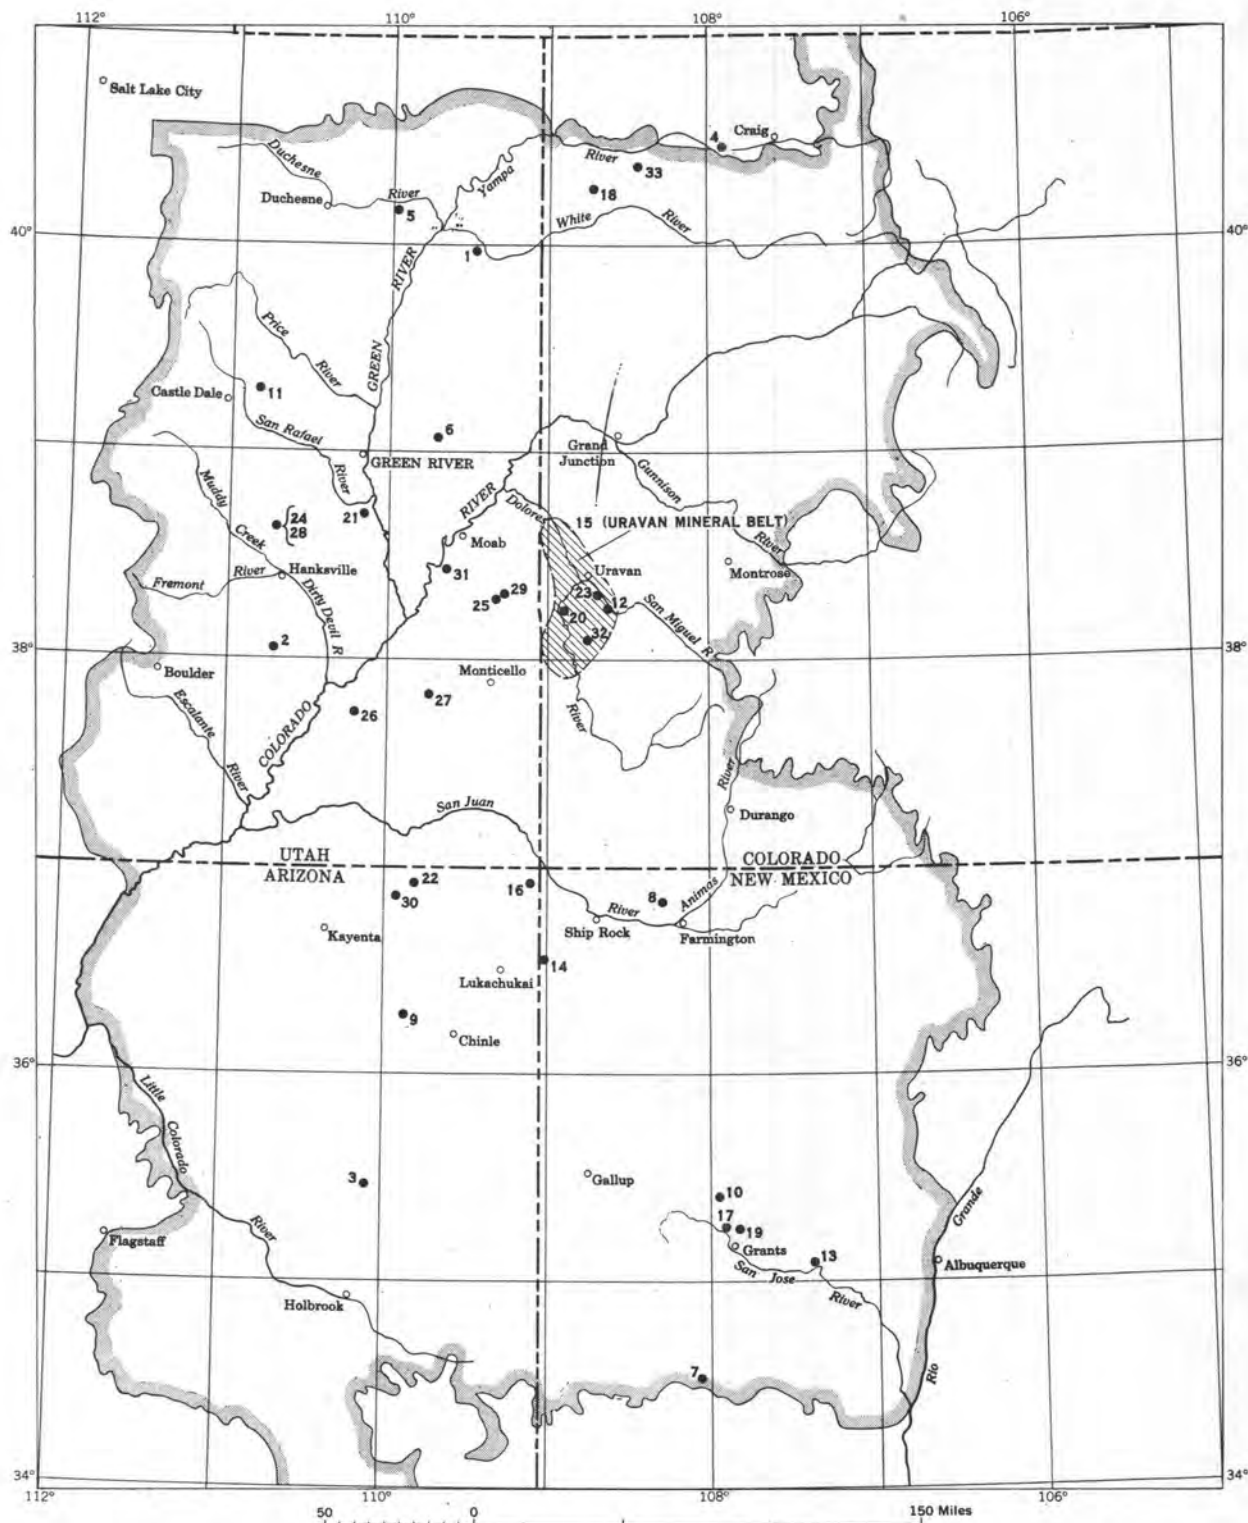 112° 110° 108° 106°
Salt Lake City
4 Craig
Duchesne
River
33
Yampa
River
18
Duchesne
5
White
River
40° 40°
1
RIVER
Price
River
GREEN
11
Castle Dale
San Rafael
6
Grand
Junction
GREEN RIVER
River
Gunnison
Muddy
RIVER
Dolores
21
15 (URAVAN MINERAL BELT)
24
28
Creek
Moab
River
Hanksville
Uravan
Montrose
Fremont
River
31
29
25
23
12
20
San Miguel R
Dirty Devil R
32
2
38° 38°
Boulder
Monticello
27
26
River
Escalante
River
COLORADO
River
San Juan
Durango
UTAH
ARIZONA
COLORADO
NEW MEXICO
22
16
30
8
Animas
River
Kayenta
Ship Rock
Farmington
14
Lukachukai
9
Chinle
36° 36°
Little
Colorado
River
3
Gallup
10
17
19
Grants
Grande
Flagstaff
13
Albuquerque
San Jose
River
Holbrook
7
Rio
34° 34°
112° 110° 108° 106°
50 0 150 Miles